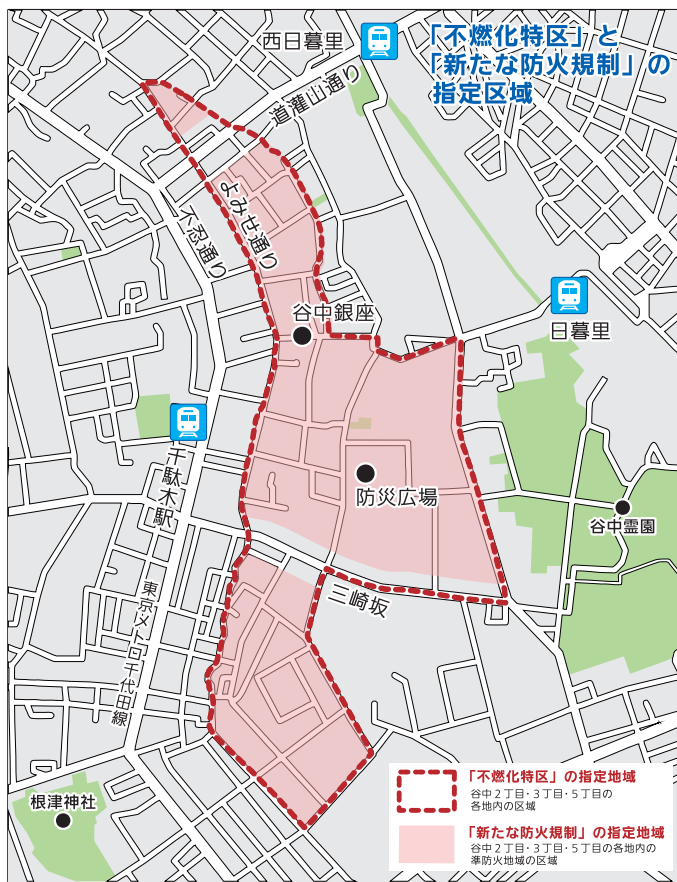 「不燃化特区」と
「新たな防火規制」の
指定区域
西日暮里
道灌山通り
よみせ通り
不忍通り
谷中銀座
日暮里
千駄木駅
防災広場
谷中霊園
三崎坂
東京メトロ千代田線
根津神社
「不燃化特区」の指定地域
谷中2丁目・3丁目・5丁目の
各地内の区域
「新たな防火規制」の指定地域
谷中2丁目・3丁目・5丁目の各地内の
準防火地域の区域